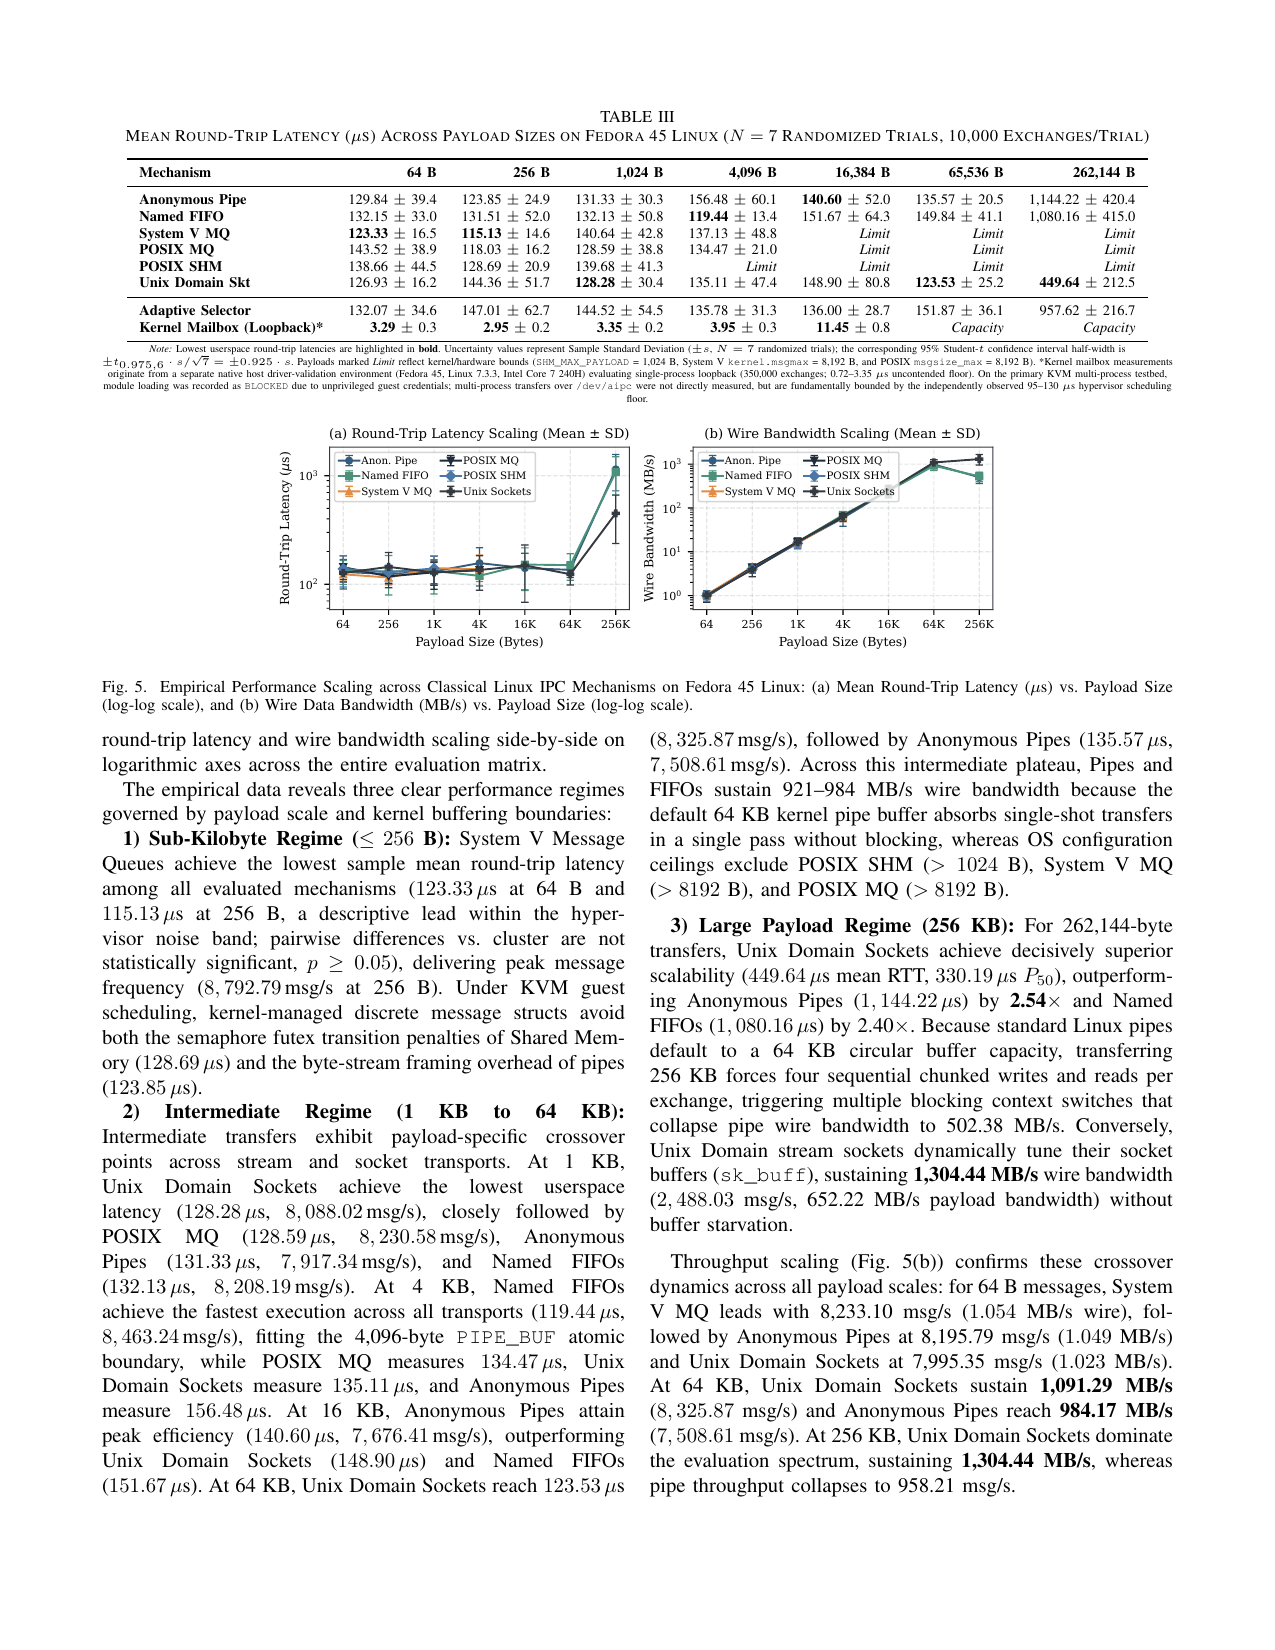 TABLE III
MEAN ROUND-TRIP LATENCY (μS) ACROSS PAYLOAD SIZES ON FEDORA 45 LINUX (N = 7 RANDOMIZED TRIALS, 10,000 EXCHANGES/TRIAL)
Mechanism 64 B 256 B 1,024 B 4,096 B 16,384 B 65,536 B 262,144 B
Anonymous Pipe 129.84 ± 39.4 123.85 ± 24.9 131.33 ± 30.3 156.48 ± 60.1 140.60 ± 52.0 135.57 ± 20.5 1,144.22 ± 420.4
Named FIFO 132.15 ± 33.0 131.51 ± 52.0 132.13 ± 50.8 119.44 ± 13.4 151.67 ± 64.3 149.84 ± 41.1 1,080.16 ± 415.0
System V MQ 123.33 ± 16.5 115.13 ± 14.6 140.64 ± 42.8 137.13 ± 48.8 Limit Limit Limit
POSIX MQ 143.52 ± 38.9 118.03 ± 16.2 128.59 ± 38.8 134.47 ± 21.0 Limit Limit Limit
POSIX SHM 138.66 ± 44.5 128.69 ± 20.9 139.68 ± 41.3 Limit Limit Limit Limit
Unix Domain Skt 126.93 ± 16.2 144.36 ± 51.7 128.28 ± 30.4 135.11 ± 47.4 148.90 ± 80.8 123.53 ± 25.2 449.64 ± 212.5
Adaptive Selector 132.07 ± 34.6 147.01 ± 62.7 144.52 ± 54.5 135.78 ± 31.3 136.00 ± 28.7 151.87 ± 36.1 957.62 ± 216.7
Kernel Mailbox (Loopback)* 3.29 ± 0.3 2.95 ± 0.2 3.35 ± 0.2 3.95 ± 0.3 11.45 ± 0.8 Capacity Capacity
Note: Lowest userspace round-trip latencies are highlighted in bold. Uncertainty values represent Sample Standard Deviation (±s, N = 7 randomized trials); the corresponding 95% Student-t confidence interval half-width is
±t0.975,6 · s/√7 = ±0.925 · s. Payloads marked Limit reflect kernel/hardware bounds (SHM_MAX_PAYLOAD = 1,024 B, System V kernel.msgmax = 8,192 B, and POSIX msgsize_max = 8,192 B). *Kernel mailbox measurements
originate from a separate native host driver-validation environment (Fedora 45, Linux 7.3.3, Intel Core 7 240H) evaluating single-process loopback (350,000 exchanges; 0.72–3.35 μs uncontended floor). On the primary KVM multi-process testbed,
module loading was recorded as BLOCKED due to unprivileged guest credentials; multi-process transfers over /dev/aipc were not directly measured, but are fundamentally bounded by the independently observed 95–130 μs hypervisor scheduling
floor.
(a) Round-Trip Latency Scaling (Mean ± SD)
Round-Trip Latency (μs)
10³
10²
Anon. Pipe POSIX MQ
Named FIFO POSIX SHM
System V MQ Unix Sockets
64 256 1K 4K 16K 64K 256K
Payload Size (Bytes)
(b) Wire Bandwidth Scaling (Mean ± SD)
Wire Bandwidth (MB/s)
10³
10²
10¹
10⁰
Anon. Pipe POSIX MQ
Named FIFO POSIX SHM
System V MQ Unix Sockets
64 256 1K 4K 16K 64K 256K
Payload Size (Bytes)
Fig. 5. Empirical Performance Scaling across Classical Linux IPC Mechanisms on Fedora 45 Linux: (a) Mean Round-Trip Latency (μs) vs. Payload Size
(log-log scale), and (b) Wire Data Bandwidth (MB/s) vs. Payload Size (log-log scale).
round-trip latency and wire bandwidth scaling side-by-side on
logarithmic axes across the entire evaluation matrix.
The empirical data reveals three clear performance regimes
governed by payload scale and kernel buffering boundaries:
1) Sub-Kilobyte Regime (≤ 256 B): System V Message
Queues achieve the lowest sample mean round-trip latency
among all evaluated mechanisms (123.33 μs at 64 B and
115.13 μs at 256 B, a descriptive lead within the hyper-
visor noise band; pairwise differences vs. cluster are not
statistically significant, p ≥ 0.05), delivering peak message
frequency (8,792.79 msg/s at 256 B). Under KVM guest
scheduling, kernel-managed discrete message structs avoid
both the semaphore futex transition penalties of Shared Mem-
ory (128.69 μs) and the byte-stream framing overhead of pipes
(123.85 μs).
2) Intermediate Regime (1 KB to 64 KB):
Intermediate transfers exhibit payload-specific crossover
points across stream and socket transports. At 1 KB,
Unix Domain Sockets achieve the lowest userspace
latency (128.28 μs, 8,088.02 msg/s), closely followed by
POSIX MQ (128.59 μs, 8,230.58 msg/s), Anonymous
Pipes (131.33 μs, 7,917.34 msg/s), and Named FIFOs
(132.13 μs, 8,208.19 msg/s). At 4 KB, Named FIFOs
achieve the fastest execution across all transports (119.44 μs,
8,463.24 msg/s), fitting the 4,096-byte PIPE_BUF atomic
boundary, while POSIX MQ measures 134.47 μs, Unix
Domain Sockets measure 135.11 μs, and Anonymous Pipes
measure 156.48 μs. At 16 KB, Anonymous Pipes attain
peak efficiency (140.60 μs, 7,676.41 msg/s), outperforming
Unix Domain Sockets (148.90 μs) and Named FIFOs
(151.67 μs). At 64 KB, Unix Domain Sockets reach 123.53 μs
(8,325.87 msg/s), followed by Anonymous Pipes (135.57 μs,
7,508.61 msg/s). Across this intermediate plateau, Pipes and
FIFOs sustain 921–984 MB/s wire bandwidth because the
default 64 KB kernel pipe buffer absorbs single-shot transfers
in a single pass without blocking, whereas OS configuration
ceilings exclude POSIX SHM (> 1024 B), System V MQ
(> 8192 B), and POSIX MQ (> 8192 B).
3) Large Payload Regime (256 KB): For 262,144-byte
transfers, Unix Domain Sockets achieve decisively superior
scalability (449.64 μs mean RTT, 330.19 μs P50), outperform-
ing Anonymous Pipes (1,144.22 μs) by 2.54× and Named
FIFOs (1,080.16 μs) by 2.40×. Because standard Linux pipes
default to a 64 KB circular buffer capacity, transferring
256 KB forces four sequential chunked writes and reads per
exchange, triggering multiple blocking context switches that
collapse pipe wire bandwidth to 502.38 MB/s. Conversely,
Unix Domain stream sockets dynamically tune their socket
buffers (sk_buff), sustaining 1,304.44 MB/s wire bandwidth
(2,488.03 msg/s, 652.22 MB/s payload bandwidth) without
buffer starvation.
Throughput scaling (Fig. 5(b)) confirms these crossover
dynamics across all payload scales: for 64 B messages, System
V MQ leads with 8,233.10 msg/s (1.054 MB/s wire), fol-
lowed by Anonymous Pipes at 8,195.79 msg/s (1.049 MB/s)
and Unix Domain Sockets at 7,995.35 msg/s (1.023 MB/s).
At 64 KB, Unix Domain Sockets sustain 1,091.29 MB/s
(8,325.87 msg/s) and Anonymous Pipes reach 984.17 MB/s
(7,508.61 msg/s). At 256 KB, Unix Domain Sockets dominate
the evaluation spectrum, sustaining 1,304.44 MB/s, whereas
pipe throughput collapses to 958.21 msg/s.